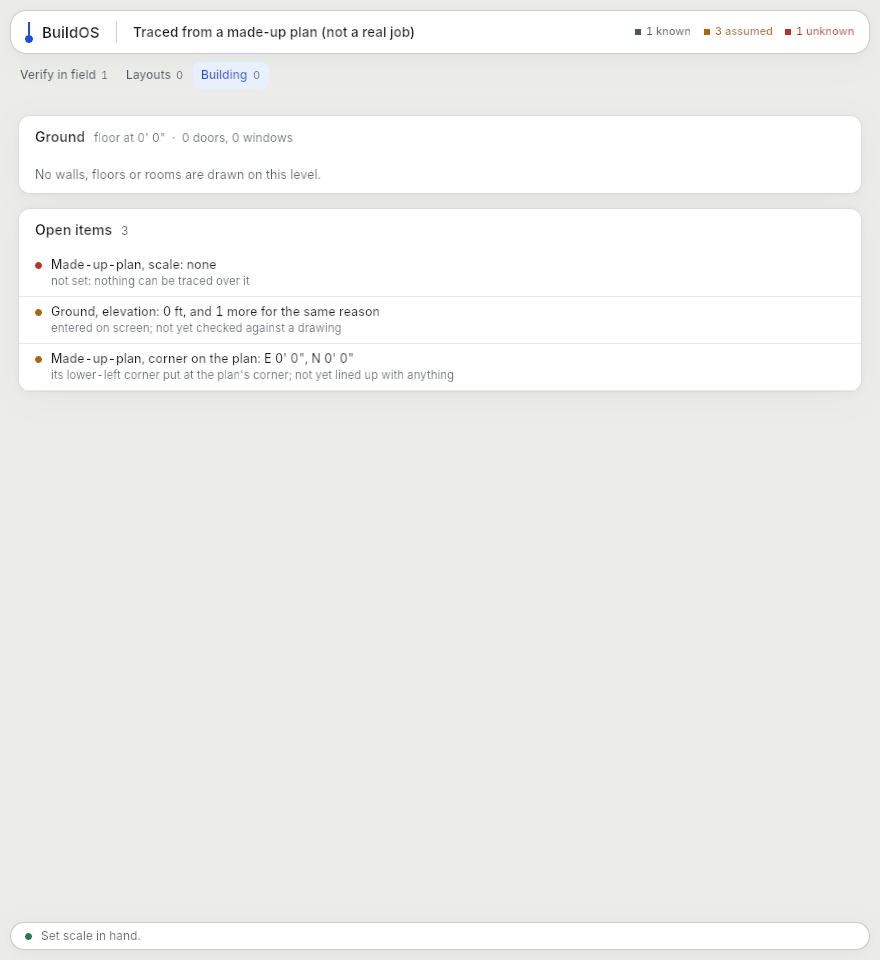 BuildOS
Traced from a made-up plan (not a real job)
1 known
3 assumed
1 unknown
Verify in field 1
Layouts 0
Building 0
Ground floor at 0' 0" · 0 doors, 0 windows
No walls, floors or rooms are drawn on this level.
Open items 3
Made-up-plan, scale: none
not set: nothing can be traced over it
Ground, elevation: 0 ft, and 1 more for the same reason
entered on screen; not yet checked against a drawing
Made-up-plan, corner on the plan: E 0' 0", N 0' 0"
its lower-left corner put at the plan's corner; not yet lined up with anything
Set scale in hand.